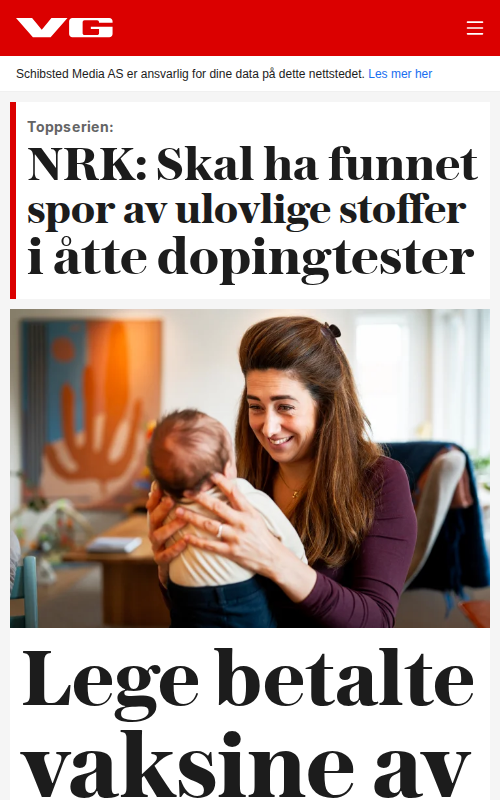 VG
Schibsted Media AS er ansvarlig for dine data på dette nettstedet. Les mer her
Toppserien:
NRK: Skal ha funnet
spor av ulovlige stoffer
i åtte dopingtester
Lege betalte
vaksine av